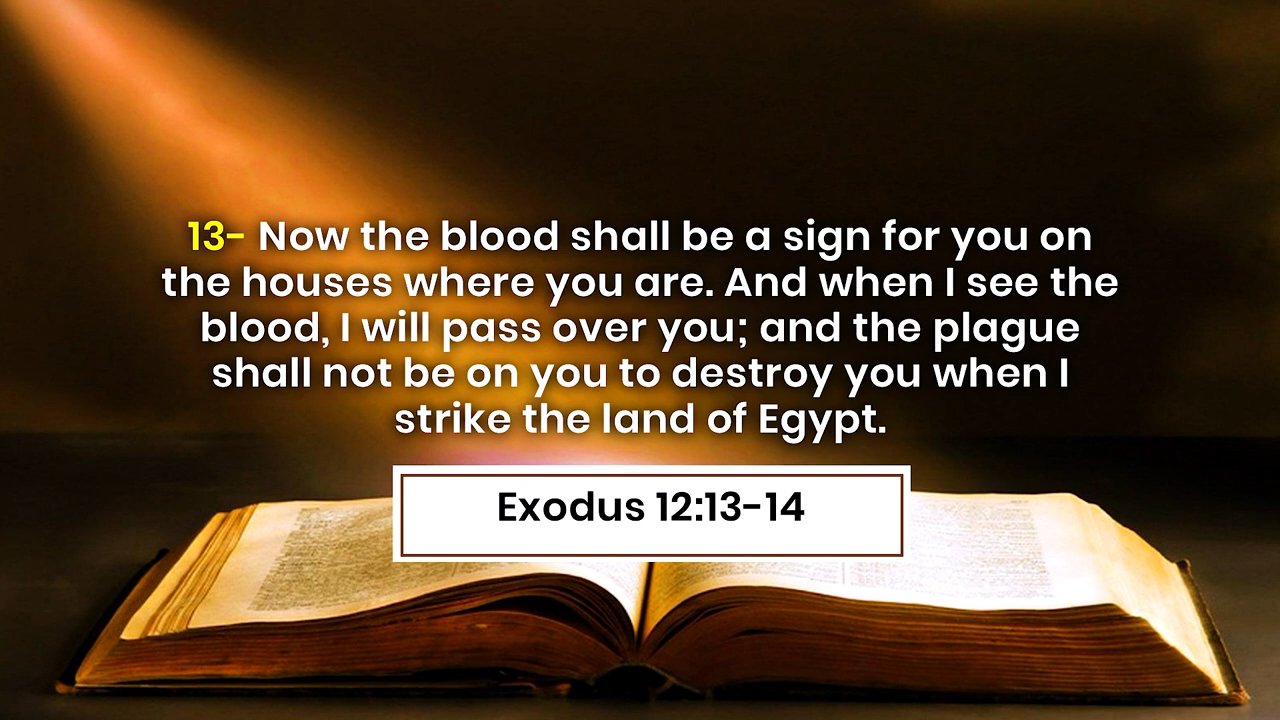 13- Now the blood shall be a sign for you on
the houses where you are. And when I see the
blood, I will pass over you; and the plague
shall not be on you to destroy you when I
strike the land of Egypt.
Exodus 12:13-14